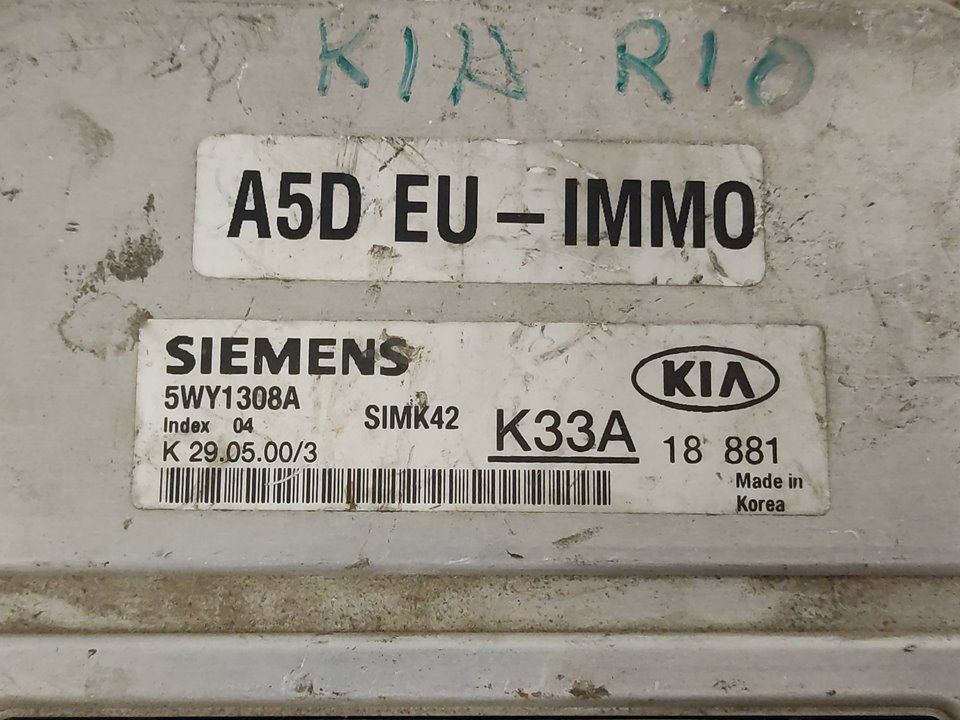 KIA RIO
A5D EU – IMMO
SIEMENS
KIA
5WY1308A
Index 04
SIMK42
K33A
18 881
K 29.05.00/3
Made in
Korea